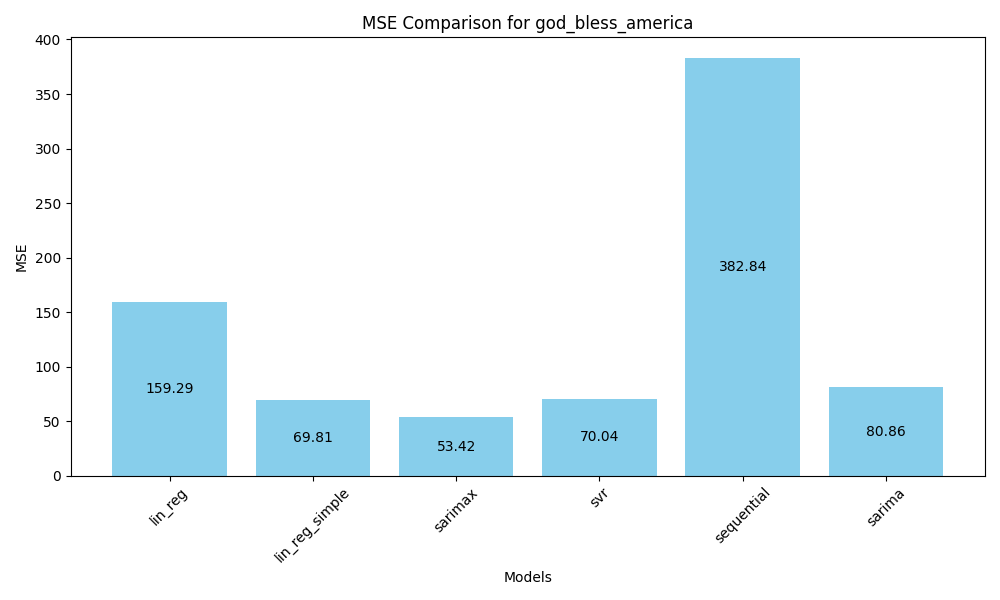 MSE Comparison for god_bless_america
400
350
300
250
200
150
100
50
0
MSE
159.29
69.81
53.42
70.04
382.84
80.86
lin_reg
lin_reg_simple
sarimax
svr
sequential
sarima
Models